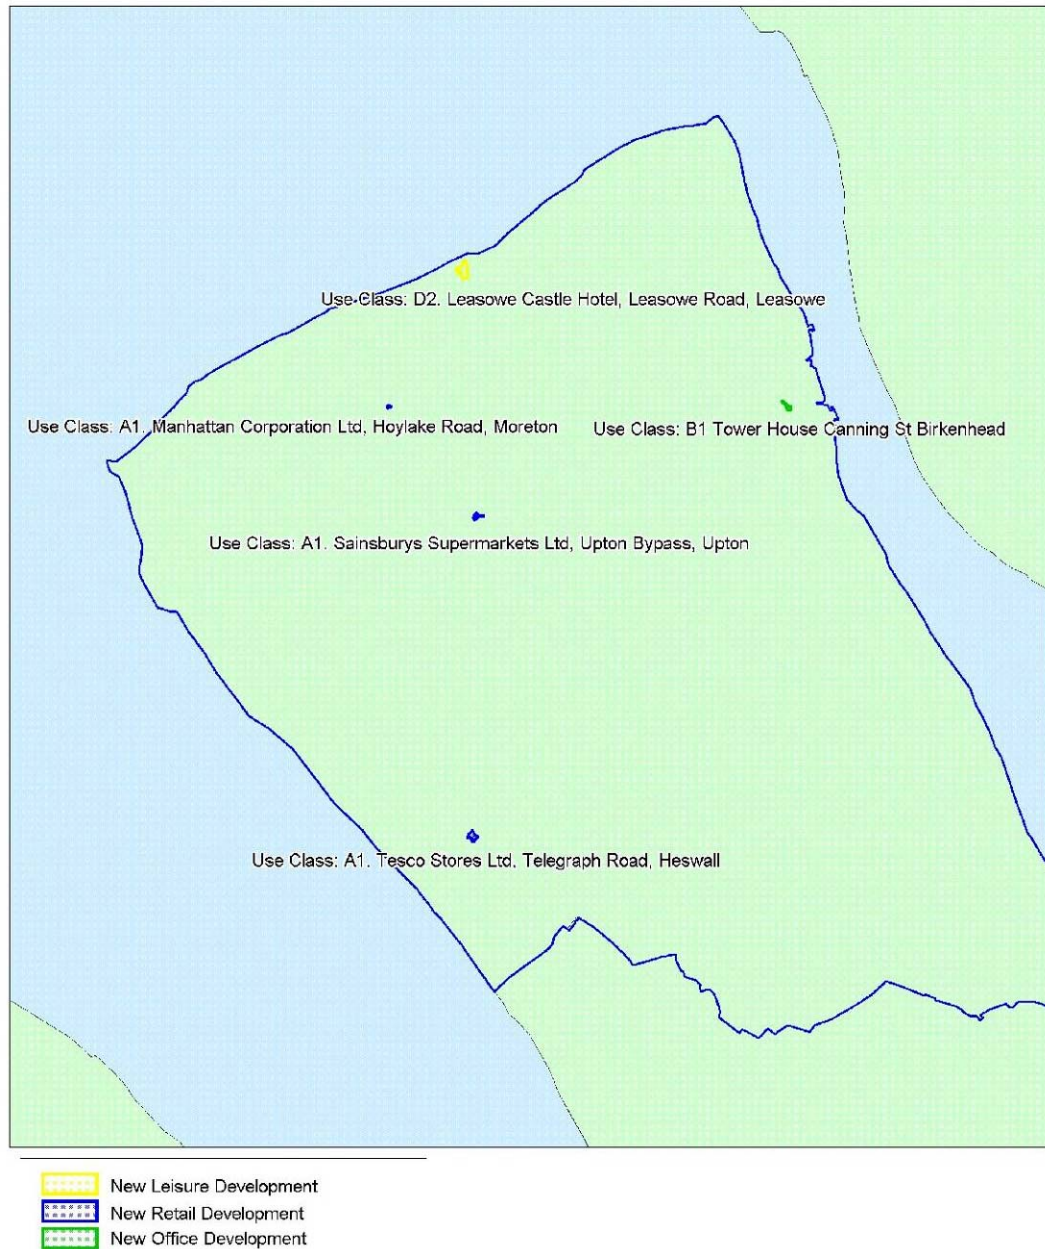 Use Class: D2. Leasowe Castle Hotel, Leasowe Road, Leasowe
Use Class: A1. Manhattan Corporation Ltd, Hoylake Road, Moreton
Use Class: B1 Tower House Canning St Birkenhead
Use Class: A1. Sainsburys Supermarkets Ltd, Upton Bypass, Upton
Use Class: A1. Tesco Stores Ltd. Telegraph Road, Heswall
New Leisure Development
New Retail Development
New Office Development